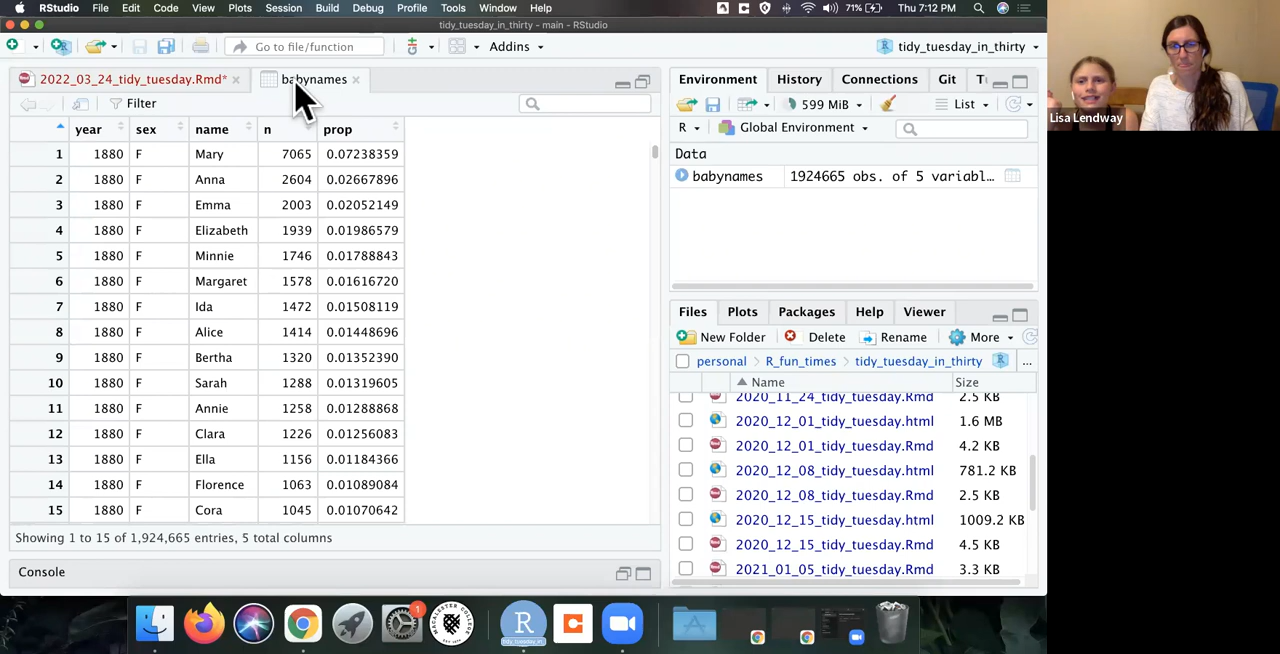 RStudio File Edit Code View Plots Session Build Debug Profile Tools Window Help 71% Thu 7:12 PM
tidy_tuesday_in_thirty - main - RStudio
Go to file/function Addins tidy_tuesday_in_thirty
2022_03_24_tidy_tuesday.Rmd* babynames
Filter
year sex name n prop
1 1880 F Mary 7065 0.07238359
2 1880 F Anna 2604 0.02667896
3 1880 F Emma 2003 0.02052149
4 1880 F Elizabeth 1939 0.01986579
5 1880 F Minnie 1746 0.01788843
6 1880 F Margaret 1578 0.01616720
7 1880 F Ida 1472 0.01508119
8 1880 F Alice 1414 0.01448696
9 1880 F Bertha 1320 0.01352390
10 1880 F Sarah 1288 0.01319605
11 1880 F Annie 1258 0.01288868
12 1880 F Clara 1226 0.01256083
13 1880 F Ella 1156 0.01184366
14 1880 F Florence 1063 0.01089084
15 1880 F Cora 1045 0.01070642
Showing 1 to 15 of 1,924,665 entries, 5 total columns
Console
Environment History Connections Git
599 MiB List
R Global Environment
Data
babynames 1924665 obs. of 5 variabl…
Files Plots Packages Help Viewer
New Folder Delete Rename More
personal R_fun_times tidy_tuesday_in_thirty ...
Name Size
2020_11_24_tidy_tuesday.Rmd 2.5 KB
2020_12_01_tidy_tuesday.html 1.6 MB
2020_12_01_tidy_tuesday.Rmd 4.2 KB
2020_12_08_tidy_tuesday.html 781.2 KB
2020_12_08_tidy_tuesday.Rmd 2.5 KB
2020_12_15_tidy_tuesday.html 1009.2 KB
2020_12_15_tidy_tuesday.Rmd 4.5 KB
2021_01_05_tidy_tuesday.Rmd 3.3 KB
Lisa Lendway
1
R